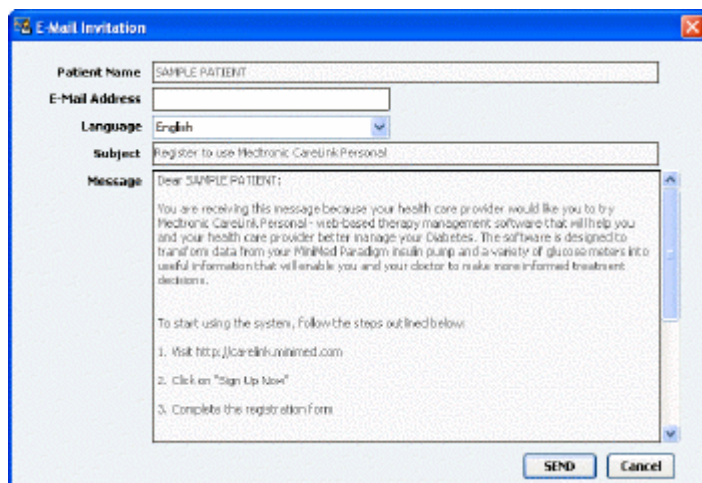 E-Mail Invitation
Patient Name SAMPLE PATIENT
E-Mail Address
Language English
Subject Register to use Medtronic CareLink Personal
Message Dear SAMPLE PATIENT:
You are receiving this message because your health care provider would like you to try
Medtronic CareLink Personal - web-based therapy management software that will help you
and your health care provider better manage your Diabetes. The software is designed to
transform data from your MiniMed Paradigm insulin pump and a variety of glucose meters into
useful information that will enable you and your doctor to make more informed treatment
decisions.
To start using the system, follow the steps outlined below:
1. Visit http://carelink.minimed.com
2. Click on "Sign Up Now"
3. Complete the registration form
SEND Cancel